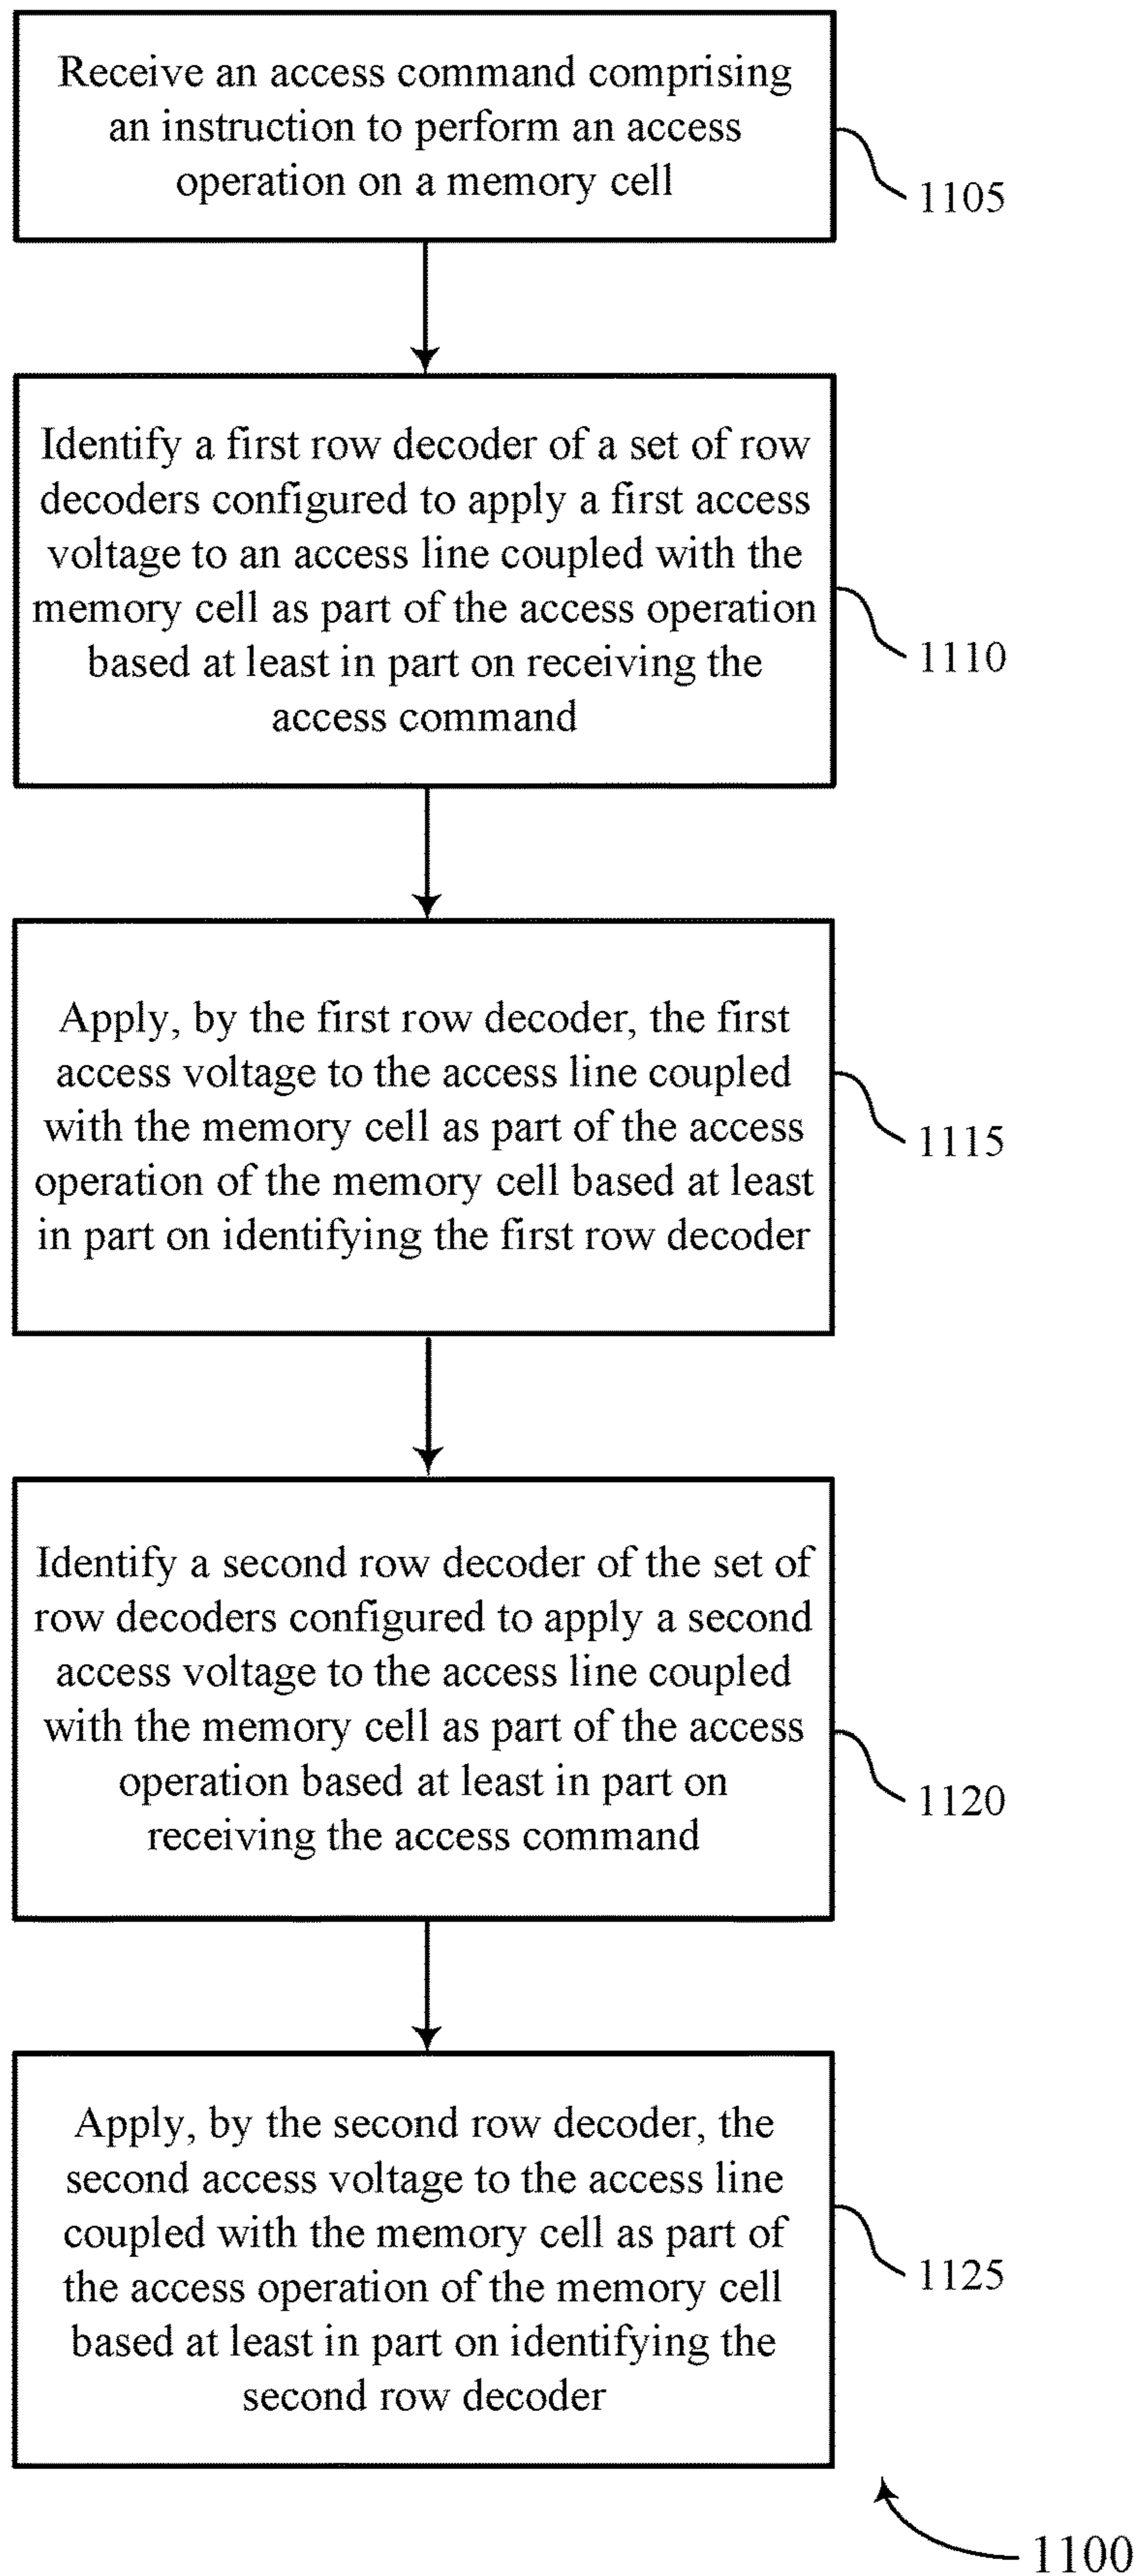 Receive an access command comprising
an instruction to perform an access
operation on a memory cell
1105
Identify a first row decoder of a set of row
decoders configured to apply a first access
voltage to an access line coupled with the
memory cell as part of the access operation
based at least in part on receiving the
access command
1110
Apply, by the first row decoder, the first
access voltage to the access line coupled
with the memory cell as part of the access
operation of the memory cell based at least
in part on identifying the first row decoder
1115
Identify a second row decoder of the set of
row decoders configured to apply a second
access voltage to the access line coupled
with the memory cell as part of the access
operation based at least in part on
receiving the access command
1120
Apply, by the second row decoder, the
second access voltage to the access line
coupled with the memory cell as part of
the access operation of the memory cell
based at least in part on identifying the
second row decoder
1125
1100